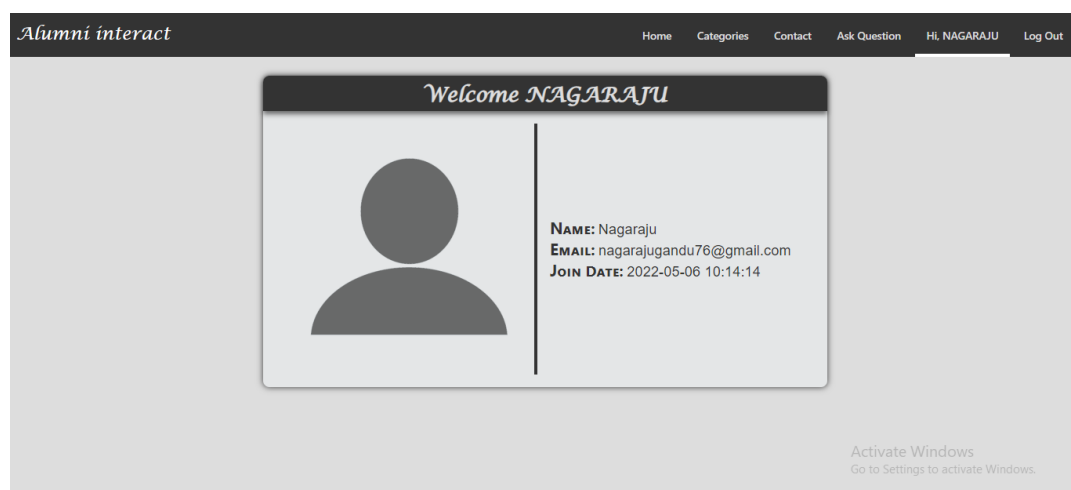 Alumni interact
Home Categories Contact Ask Question Hi, NAGARAJU Log Out
Welcome NAGARAJU
NAME: Nagaraju
EMAIL: nagarajugandu76@gmail.com
JOIN DATE: 2022-05-06 10:14:14
Activate Windows
Go to Settings to activate Windows.